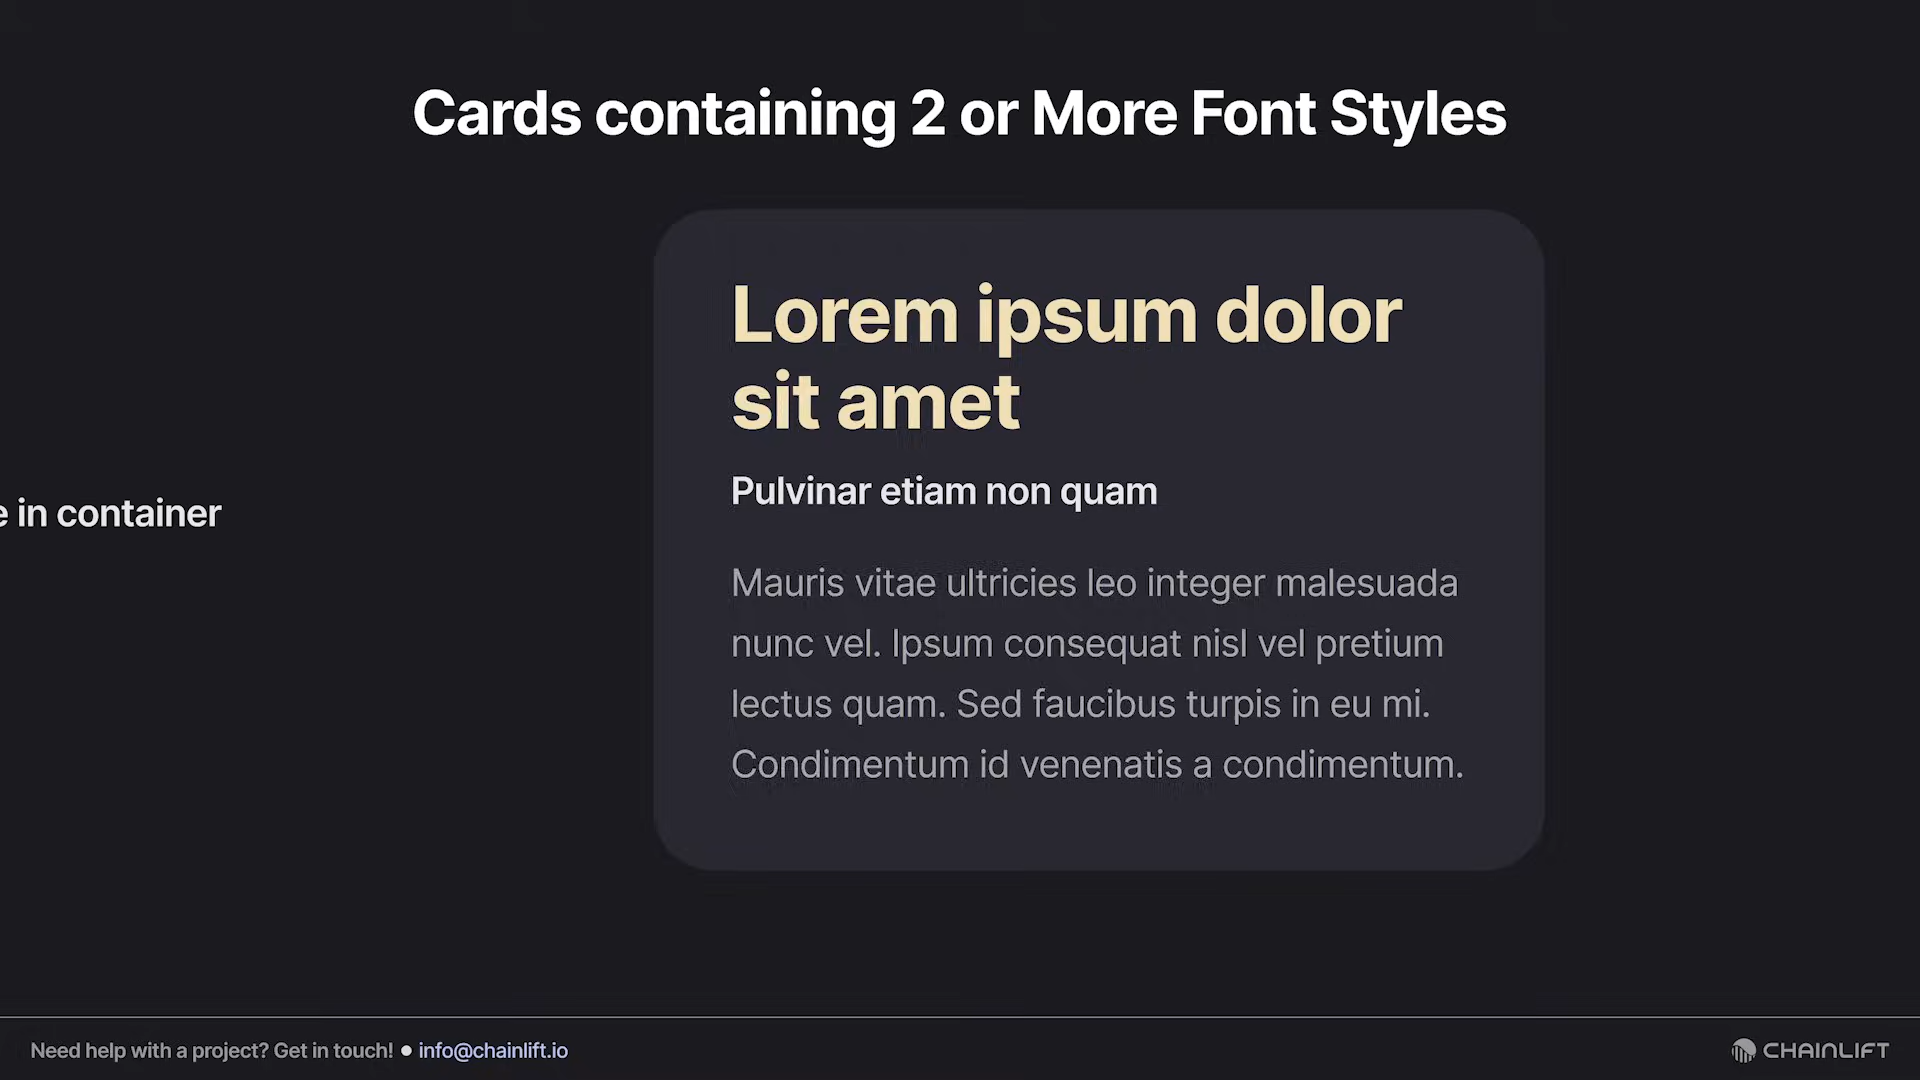 Cards containing 2 or More Font Styles
Lorem ipsum dolor
sit amet
Pulvinar etiam non quam
e in container
Mauris vitae ultricies leo integer malesuada
nunc vel. Ipsum consequat nisl vel pretium
lectus quam. Sed faucibus turpis in eu mi.
Condimentum id venenatis a condimentum.
Need help with a project? Get in touch! ● info@chainlift.io
CHAINLIFT